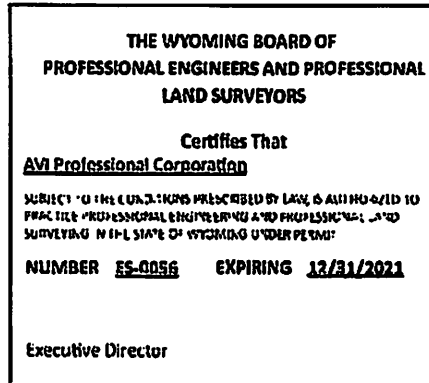 THE WYOMING BOARD OF
PROFESSIONAL ENGINEERS AND PROFESSIONAL
LAND SURVEYORS
Certifies That
AVI Professional Corporation
SUBJECT TO THE CONDITIONS PRESCRIBED BY LAW, IS AUTHORIZED TO
PRACTICE PROFESSIONAL ENGINEERING AND PROFESSIONAL LAND
SURVEYING IN THE STATE OF WYOMING UNDER PERMIT
NUMBER ES-0056 EXPIRING 12/31/2021
Executive Director